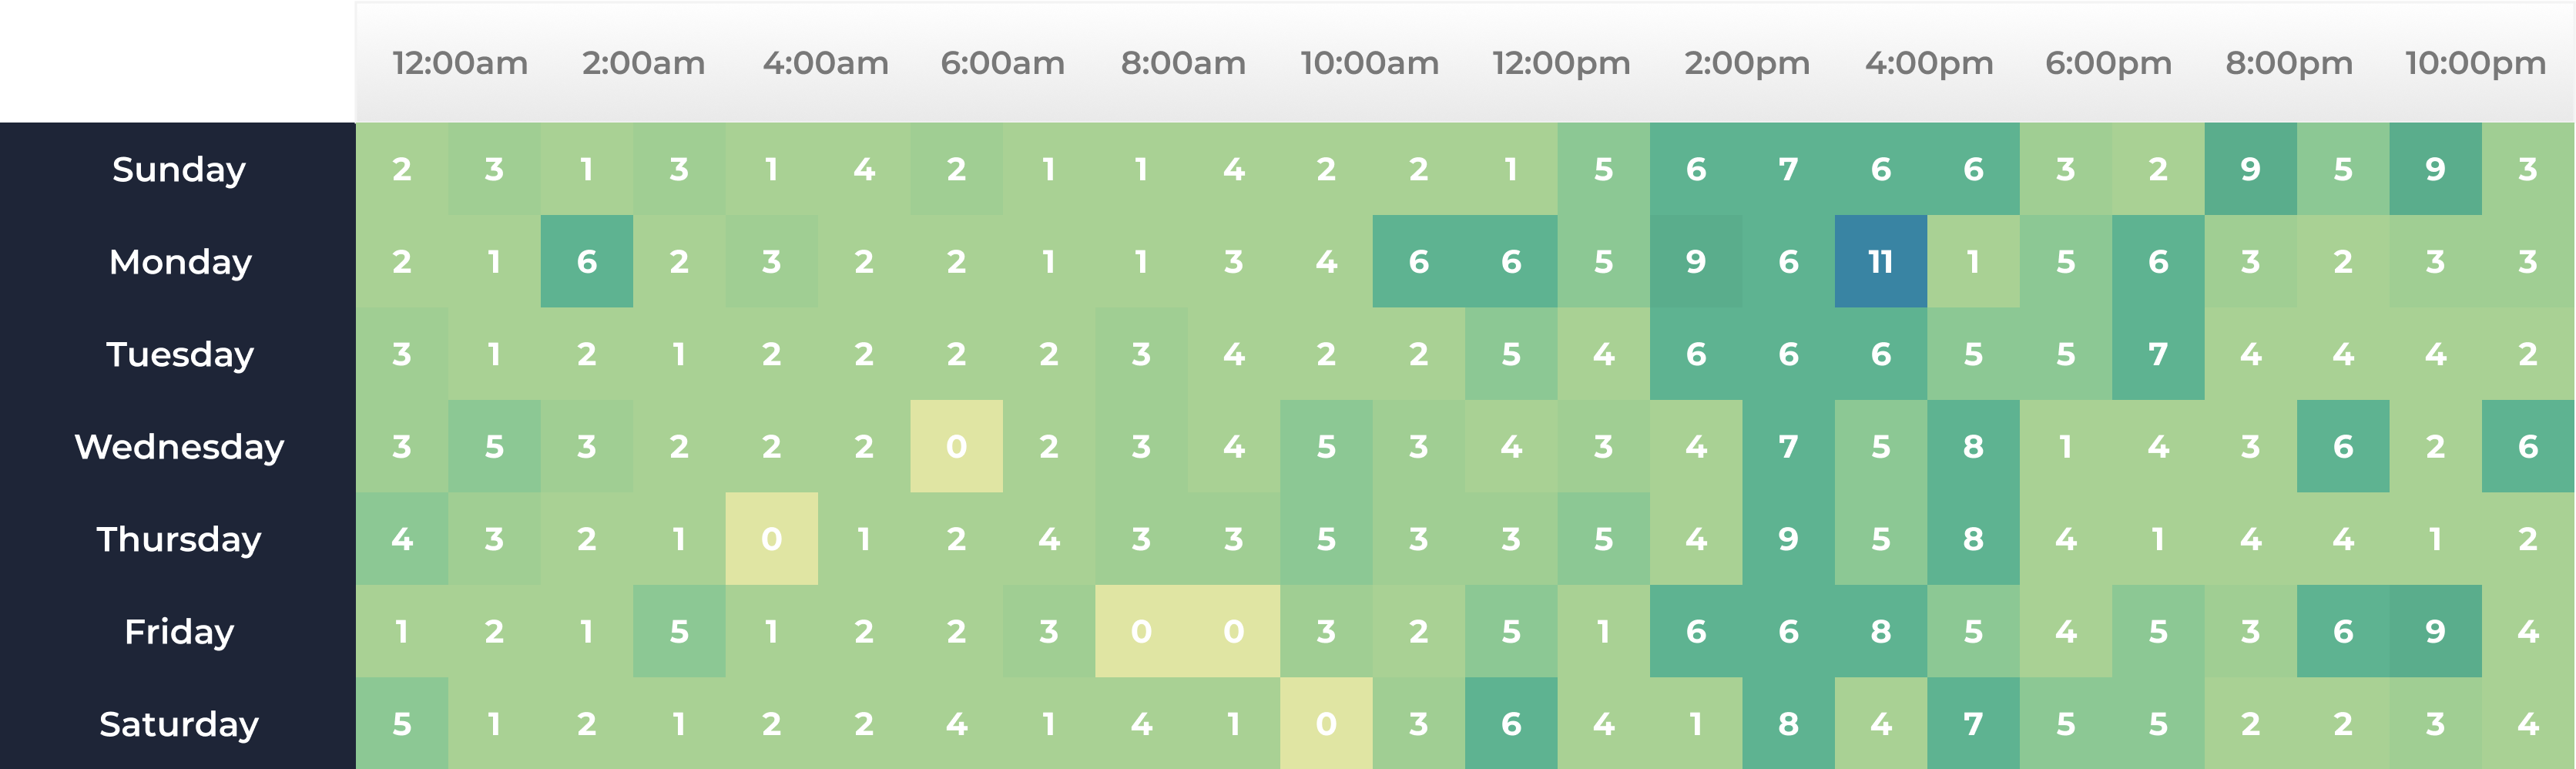 12:00am 2:00am 4:00am 6:00am 8:00am 10:00am 12:00pm 2:00pm 4:00pm 6:00pm 8:00pm 10:00pm
Sunday 2 3 1 3 1 4 2 1 1 4 2 2 1 5 6 7 6 6 3 2 9 5 9 3
Monday 2 1 6 2 3 2 2 1 1 3 4 6 6 5 9 6 11 1 5 6 3 2 3 3
Tuesday 3 1 2 1 2 2 2 2 3 4 2 2 5 4 6 6 6 5 5 7 4 4 4 2
Wednesday 3 5 3 2 2 2 0 2 3 4 5 3 4 3 4 7 5 8 1 4 3 6 2 6
Thursday 4 3 2 1 0 1 2 4 3 3 5 3 3 5 4 9 5 8 4 1 4 4 1 2
Friday 1 2 1 5 1 2 2 3 0 0 3 2 5 1 6 6 8 5 4 5 3 6 9 4
Saturday 5 1 2 1 2 2 4 1 4 1 0 3 6 4 1 8 4 7 5 5 2 2 3 4